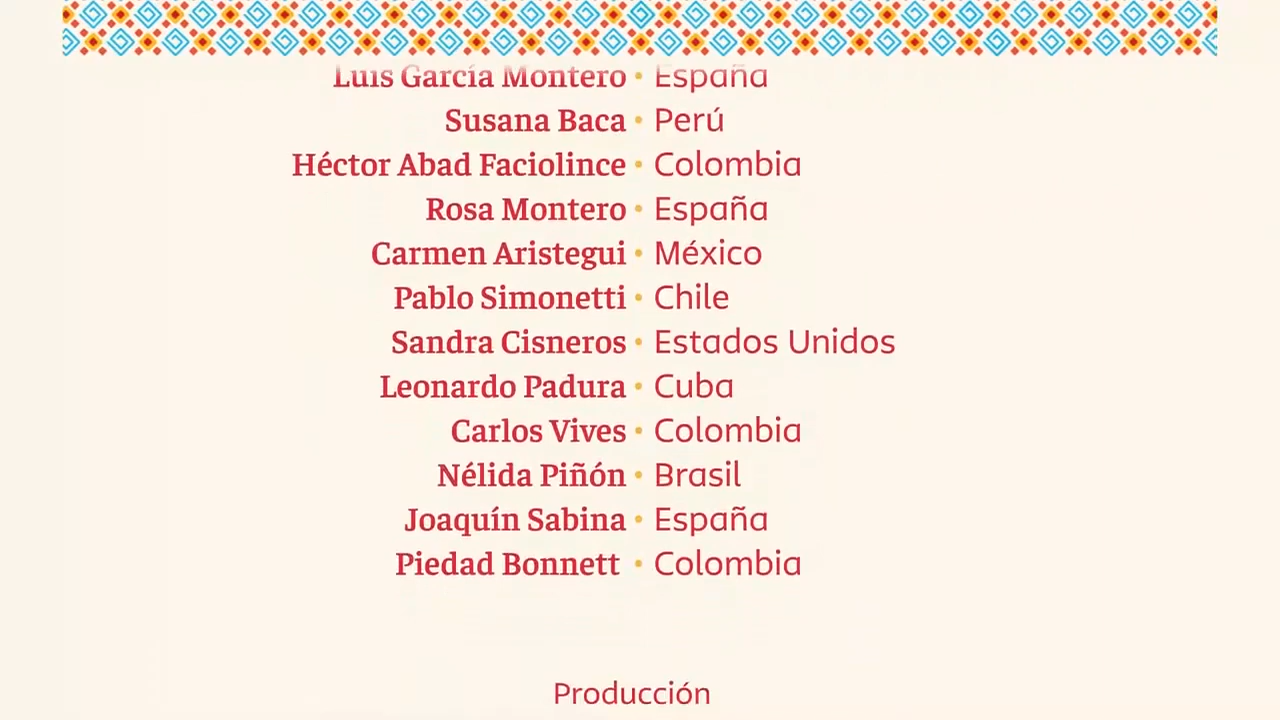 Luis García Montero • España
Susana Baca • Perú
Héctor Abad Faciolince • Colombia
Rosa Montero • España
Carmen Aristegui • México
Pablo Simonetti • Chile
Sandra Cisneros • Estados Unidos
Leonardo Padura • Cuba
Carlos Vives • Colombia
Nélida Piñón • Brasil
Joaquín Sabina • España
Piedad Bonnett • Colombia
Producción